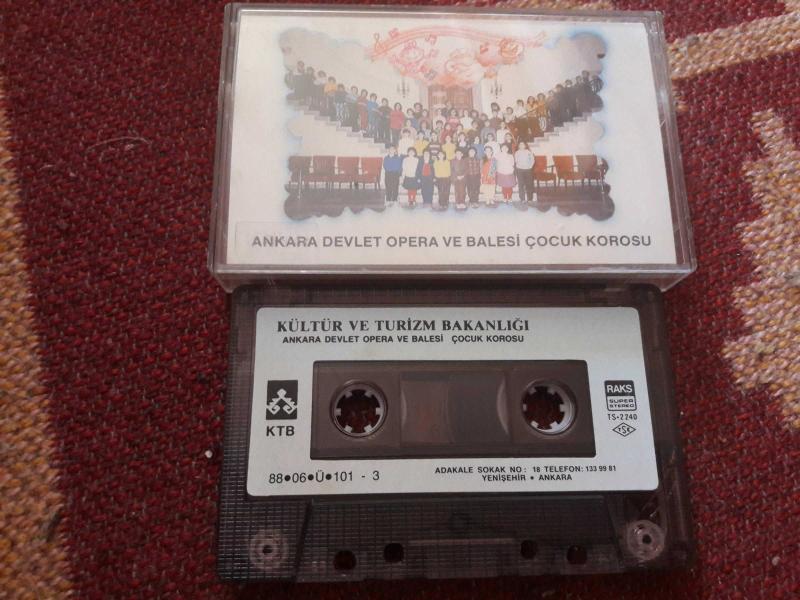 ANKARA DEVLET OPERA VE BALESİ ÇOCUK KOROSU
KÜLTÜR VE TURİZM BAKANLIĞI
ANKARA DEVLET OPERA VE BALESİ ÇOCUK KOROSU
KTB
RAKS
SUPER
STEREO
TS-2240
TSE
88●06●Ü●101 - 3
ADAKALE SOKAK NO: 18 TELEFON: 133 99 81
YENİŞEHİR • ANKARA